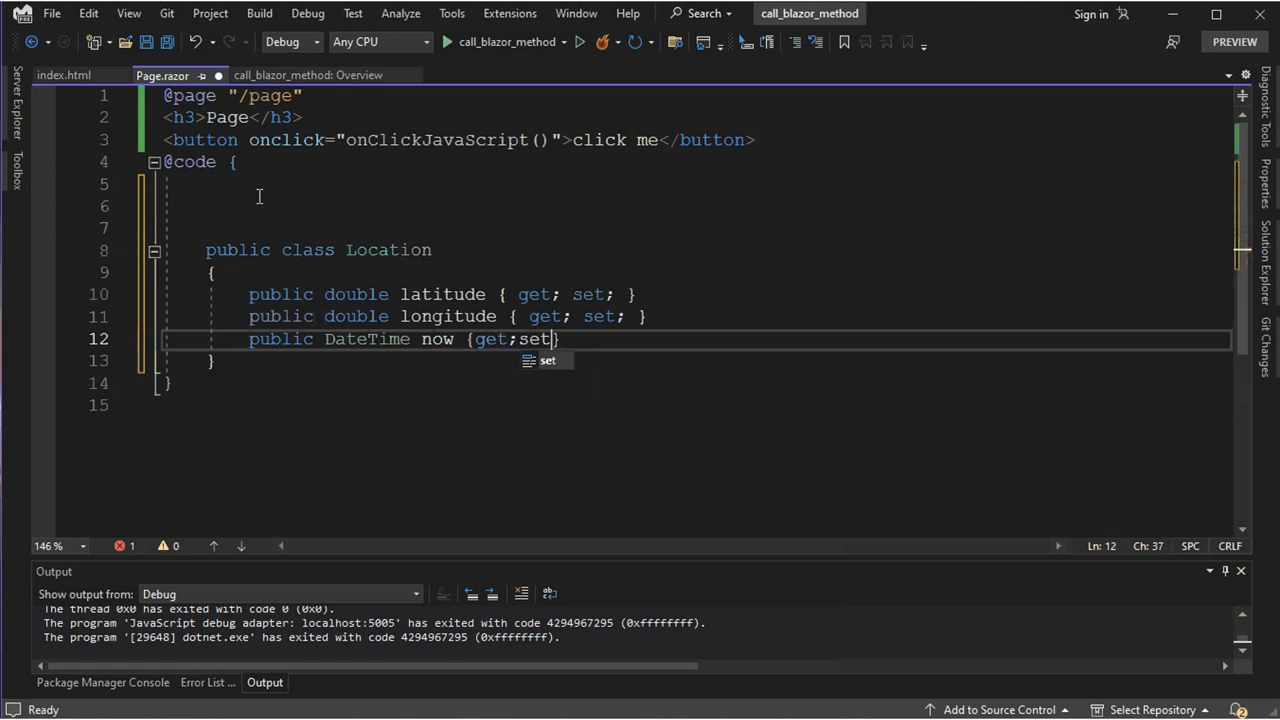 File Edit View Git Project Build Debug Test Analyze Tools Extensions Window Help Search call_blazor_method Sign in
PRE Debug Any CPU call_blazor_method PREVIEW
index.html Page.razor call_blazor_method: Overview
1 @page "/page"
2 <h3>Page</h3>
3 <button onclick="onClickJavaScript()">click me</button>
4 @code {
5
6
7
8 public class Location
9 {
10 public double latitude { get; set; }
11 public double longitude { get; set; }
12 public DateTime now {get;set}
set
13 }
14 }
15
Server Explorer
Toolbox
Diagnostic Tools
Properties
Solution Explorer
Git Changes
146 % 1 0 Ln: 12 Ch: 37 SPC CRLF
Output
Show output from: Debug
The thread 0x0 has exited with code 0 (0x0).
The program 'JavaScript debug adapter: localhost:5005' has exited with code 4294967295 (0xffffffff).
The program '[29648] dotnet.exe' has exited with code 4294967295 (0xffffffff).
Package Manager Console Error List ... Output
Ready Add to Source Control Select Repository 2